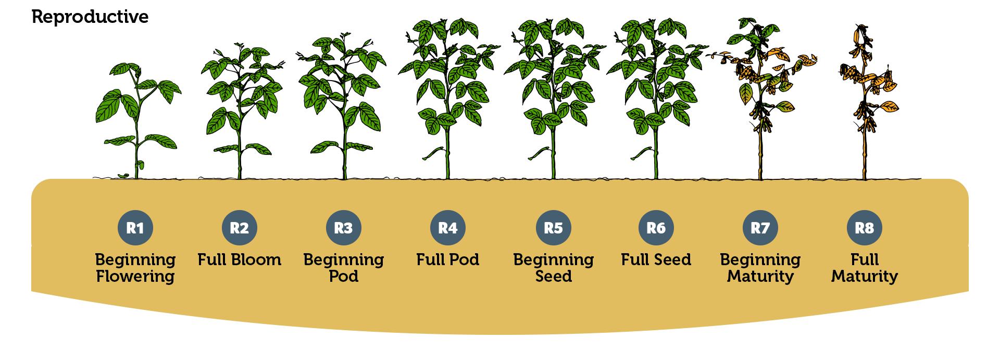 Reproductive
R1
Beginning
Flowering
R2
Full Bloom
R3
Beginning
Pod
R4
Full Pod
R5
Beginning
Seed
R6
Full Seed
R7
Beginning
Maturity
R8
Full
Maturity